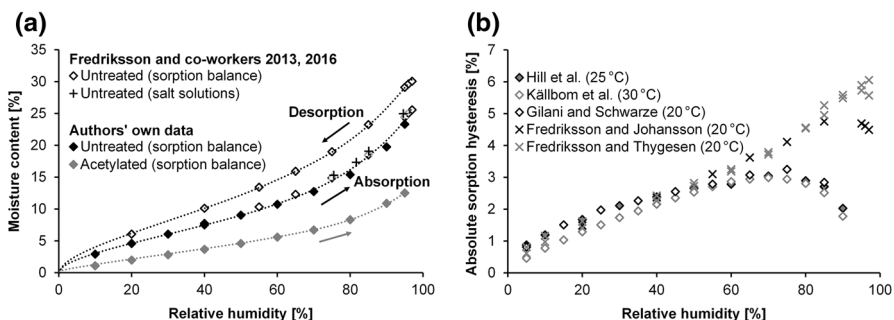 (a)
Moisture content [%]
35
30
25
20
15
10
5
0
0 20 40 60 80 100
Relative humidity [%]
Fredriksson and co-workers 2013, 2016
Untreated (sorption balance)
Untreated (salt solutions)
Authors' own data
Untreated (sorption balance)
Acetylated (sorption balance)
Desorption
Absorption
(b)
Absolute sorption hysteresis [%]
8
7
6
5
4
3
2
1
0
0 20 40 60 80 100
Relative humidity [%]
Hill et al. (25 °C)
Källbom et al. (30 °C)
Gilani and Schwarze (20 °C)
Fredriksson and Johansson (20 °C)
Fredriksson and Thygesen (20 °C)